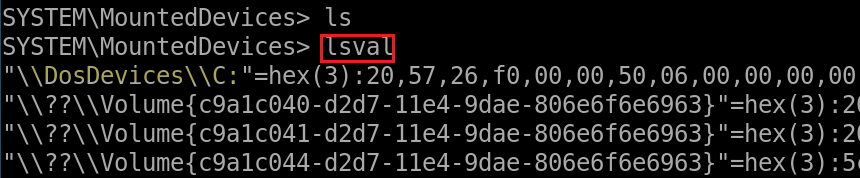 SYSTEM\MountedDevices> ls
SYSTEM\MountedDevices> lsval
"\\DosDevices\\C:"=hex(3):20,57,26,f0,00,00,50,06,00,00,00,00
"\\??\\Volume{c9a1c040-d2d7-11e4-9dae-806e6f6e6963}"=hex(3):20
"\\??\\Volume{c9a1c041-d2d7-11e4-9dae-806e6f6e6963}"=hex(3):20
"\\??\\Volume{c9a1c044-d2d7-11e4-9dae-806e6f6e6963}"=hex(3):5